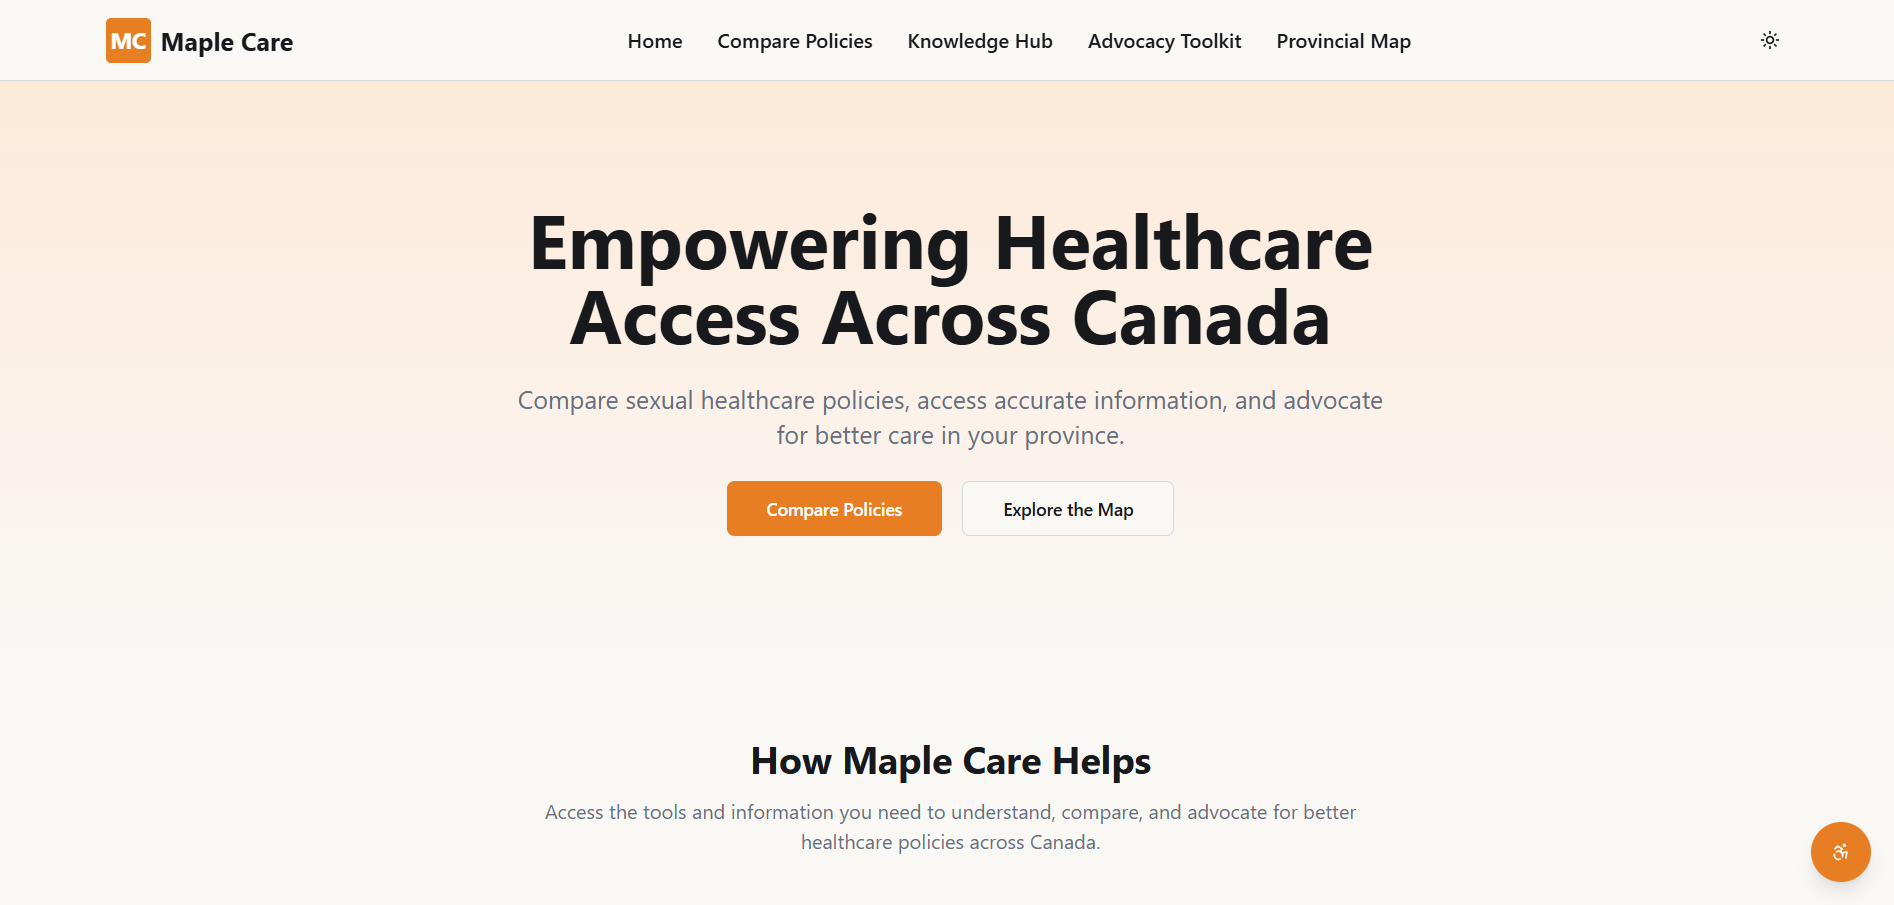 MC Maple Care
Home Compare Policies Knowledge Hub Advocacy Toolkit Provincial Map
Empowering Healthcare
Access Across Canada
Compare sexual healthcare policies, access accurate information, and advocate
for better care in your province.
Compare Policies Explore the Map
How Maple Care Helps
Access the tools and information you need to understand, compare, and advocate for better
healthcare policies across Canada.